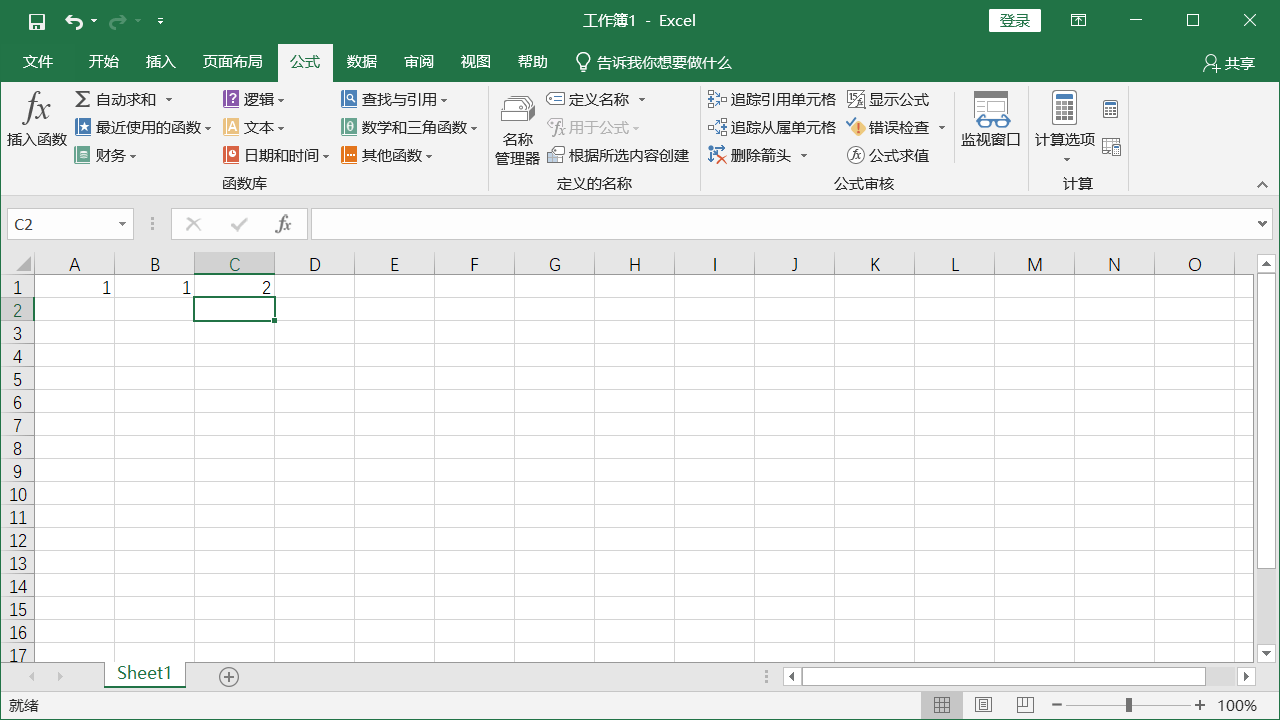 工作簿1 - Excel
登录
文件 开始 插入 页面布局 公式 数据 审阅 视图 帮助 告诉我你想要做什么 共享
fx 插入函数
自动求和
最近使用的函数
财务
逻辑
文本
日期和时间
查找与引用
数学和三角函数
其他函数
函数库
名称
管理器
定义名称
用于公式
根据所选内容创建
定义的名称
追踪引用单元格
追踪从属单元格
删除箭头
显示公式
错误检查
公式求值
公式审核
监视窗口
计算选项
计算
C2 fx
A B C D E F G H I J K L M N O
1 1 1 2
2
3
4
5
6
7
8
9
10
11
12
13
14
15
16
17
Sheet1
就绪 100%